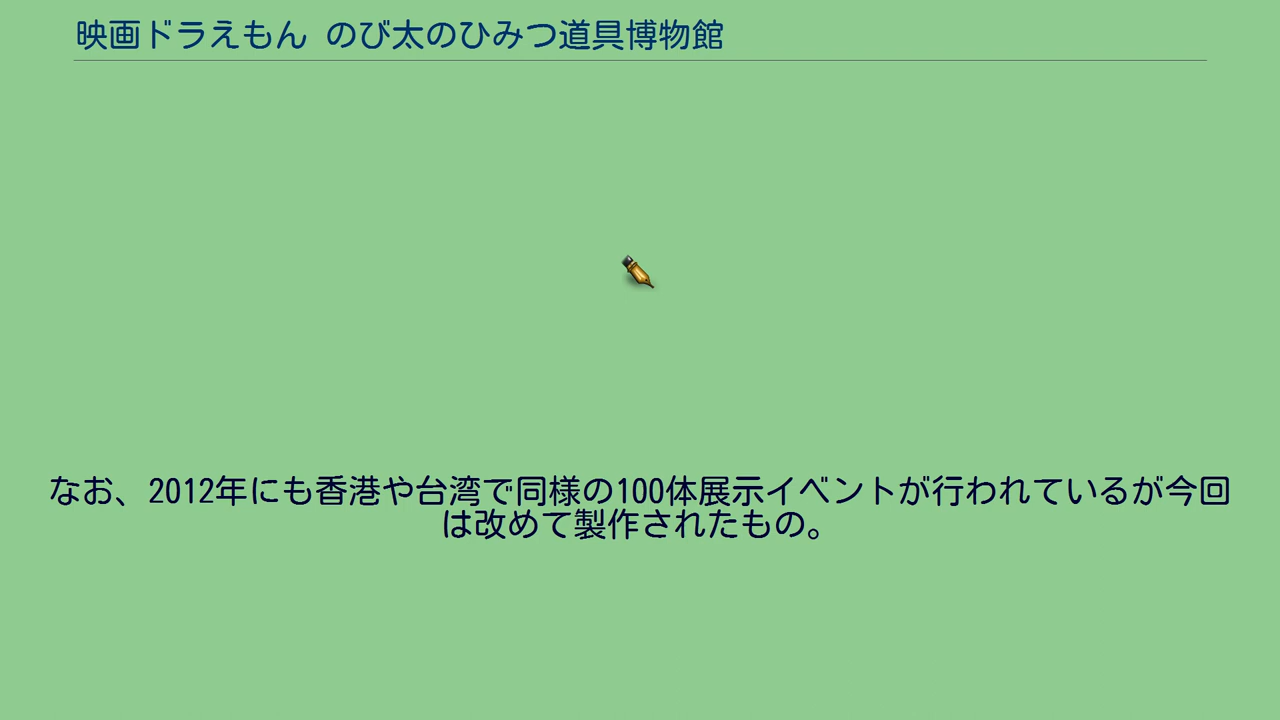 映画ドラえもん のび太のひみつ道具博物館
なお、2012年にも香港や台湾で同様の100体展示イベントが行われているが今回
は改めて製作されたもの。